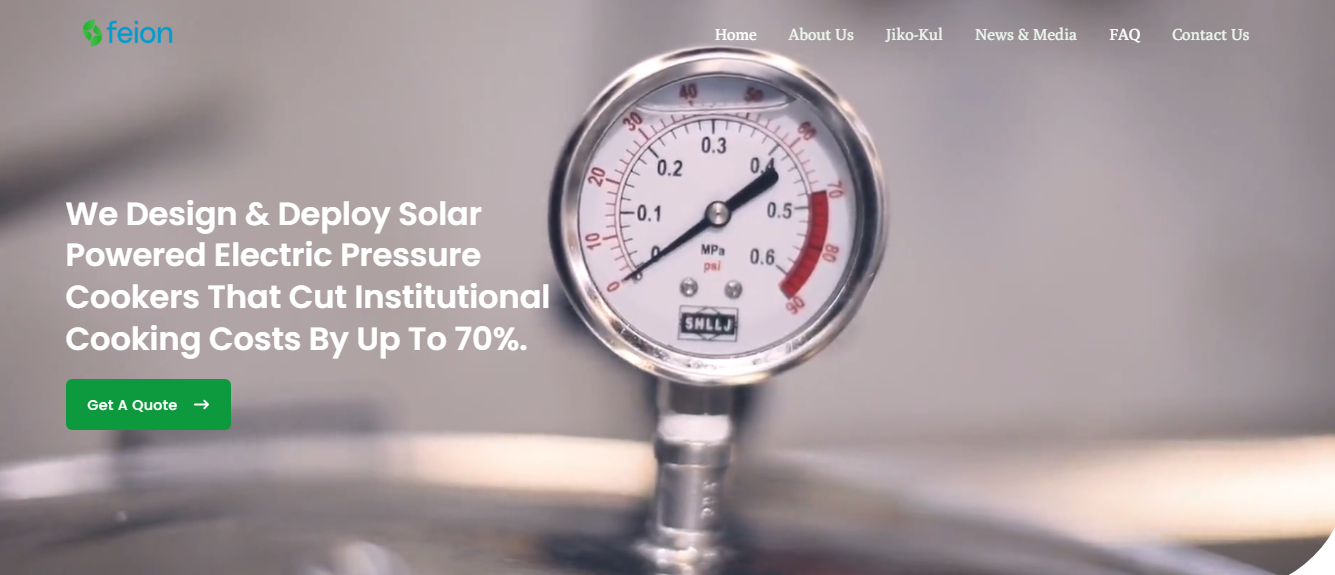 feion
Home About Us Jiko-Kul News & Media FAQ Contact Us
We Design & Deploy Solar
Powered Electric Pressure
Cookers That Cut Institutional
Cooking Costs By Up To 70%.
Get A Quote
40 50
30 60
0.3
0.2 0.4
20 70
0.1 0.5
10 80
0 MPa 0.6
psi
0 90
SNLLJ